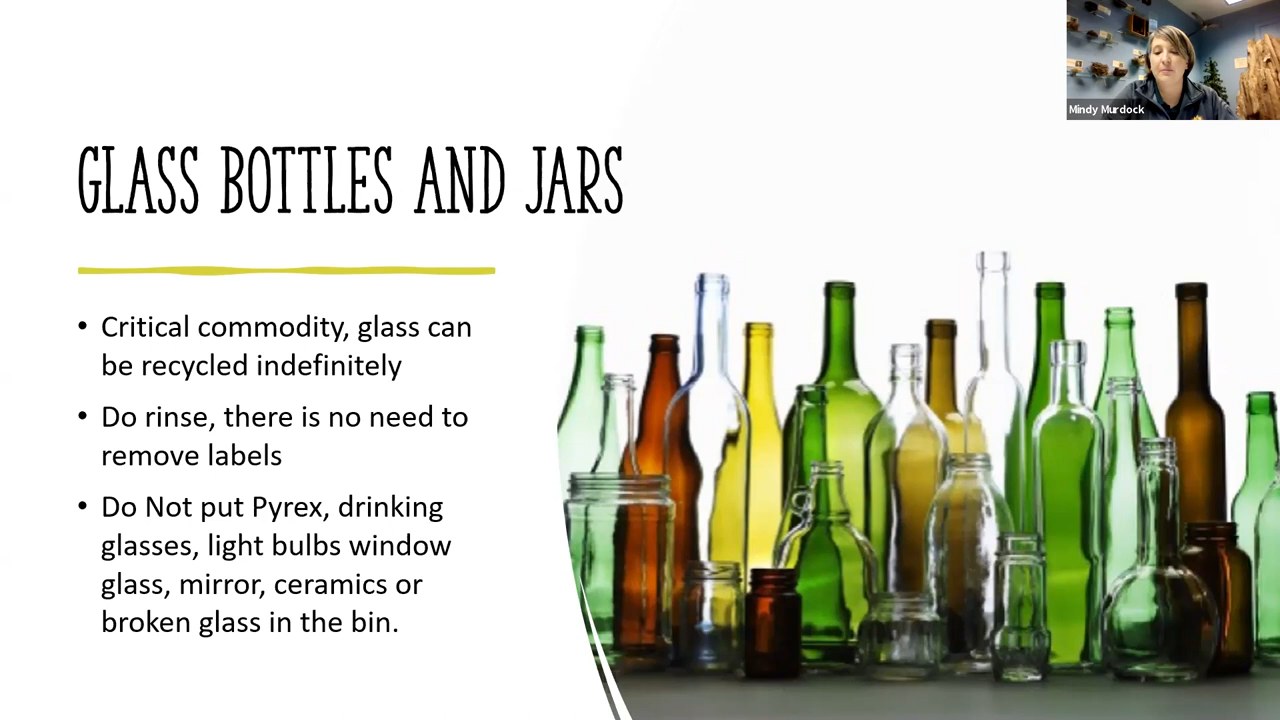 Mindy Murdock
GLASS BOTTLES AND JARS
• Critical commodity, glass can
be recycled indefinitely
• Do rinse, there is no need to
remove labels
• Do Not put Pyrex, drinking
glasses, light bulbs window
glass, mirror, ceramics or
broken glass in the bin.